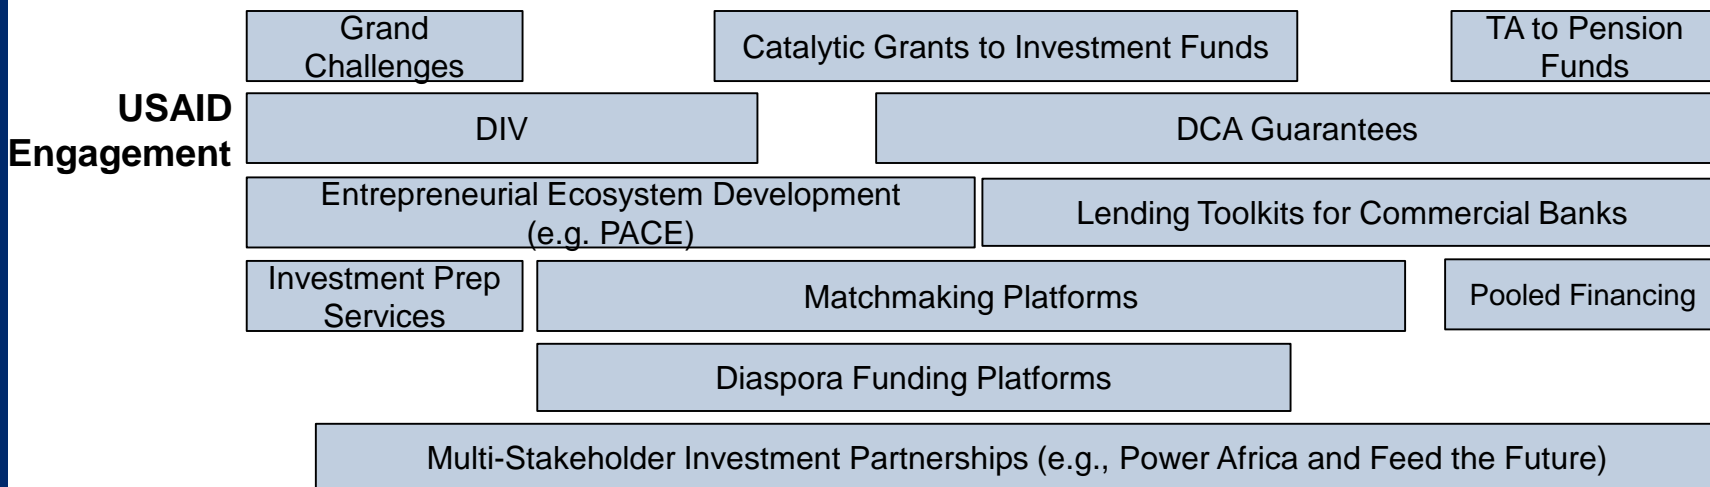 Grand
Challenges
Catalytic Grants to Investment Funds
TA to Pension
Funds
USAID
Engagement
DIV
DCA Guarantees
Entrepreneurial Ecosystem Development
(e.g. PACE)
Lending Toolkits for Commercial Banks
Investment Prep
Services
Matchmaking Platforms
Pooled Financing
Diaspora Funding Platforms
Multi-Stakeholder Investment Partnerships (e.g., Power Africa and Feed the Future)